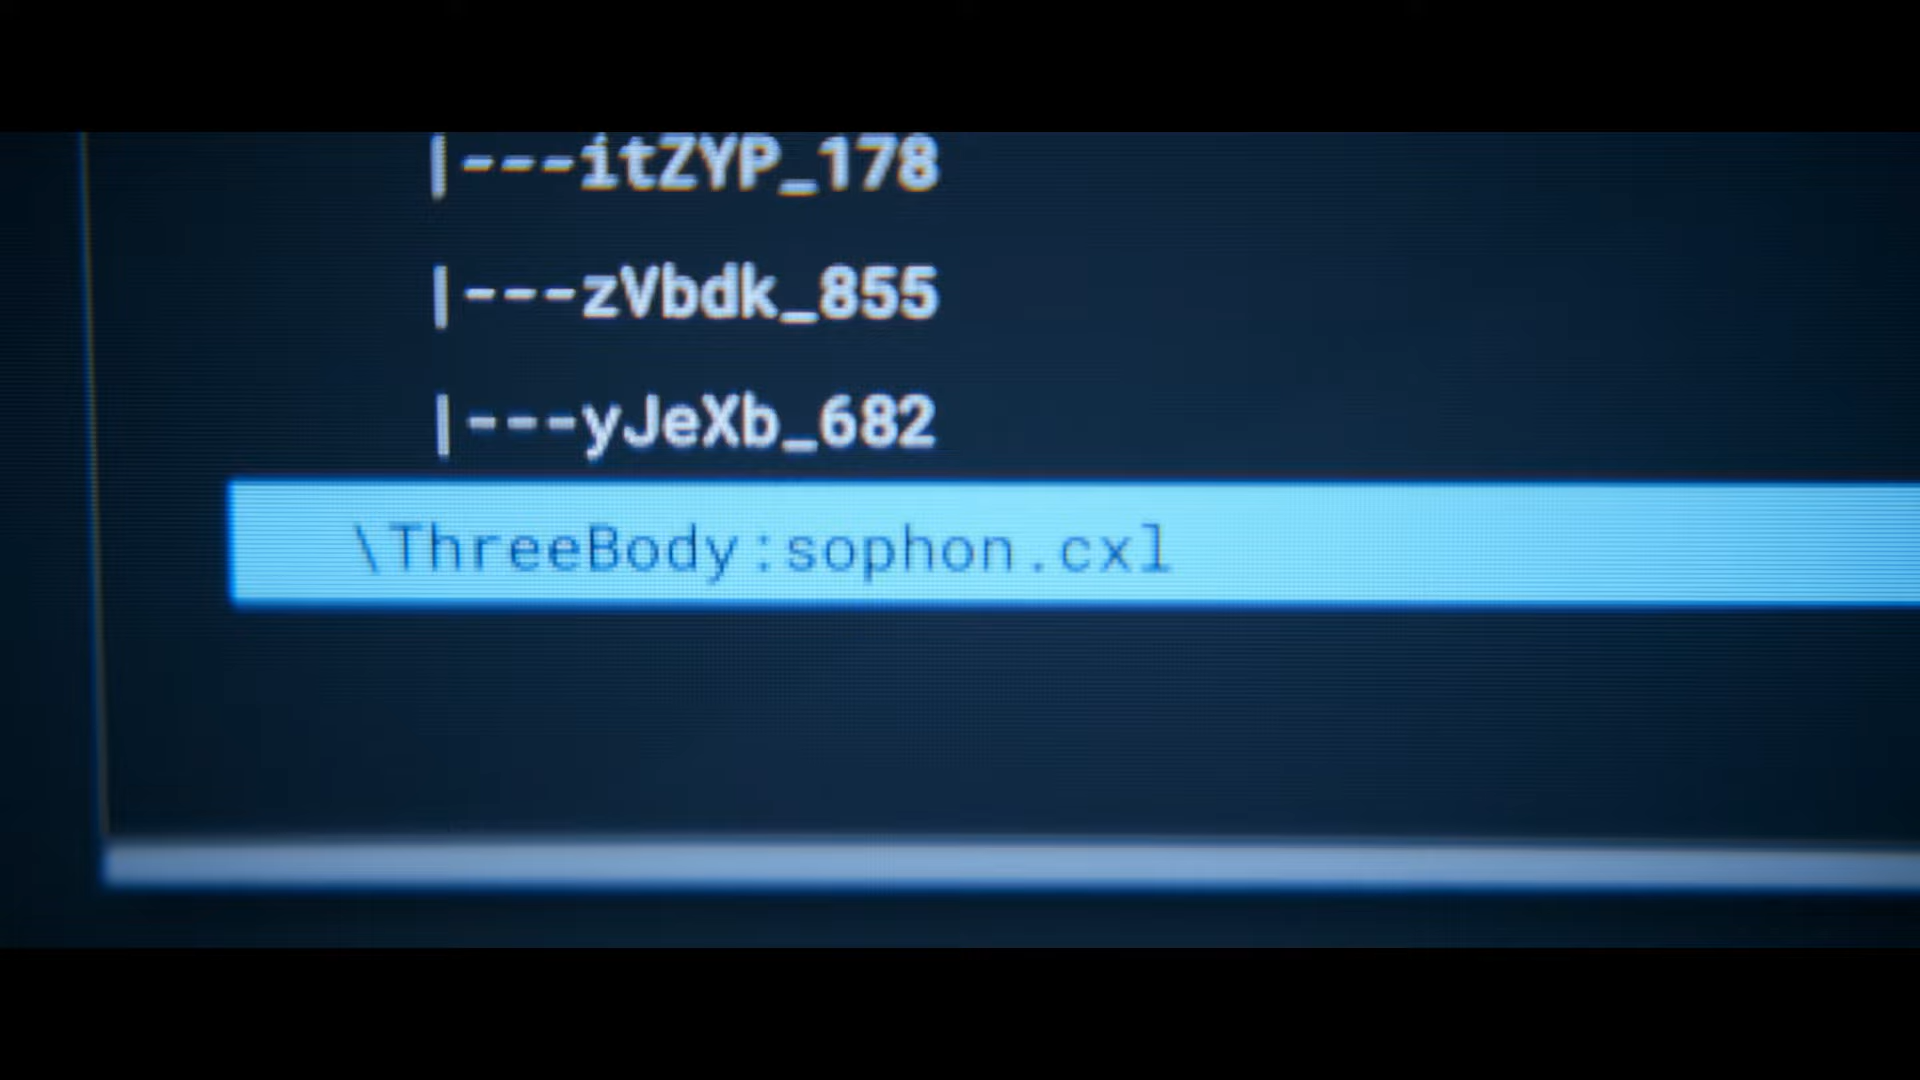 |---itZYP_178
|---zVbdk_855
|---yJeXb_682
\ThreeBody:sophon.cxl